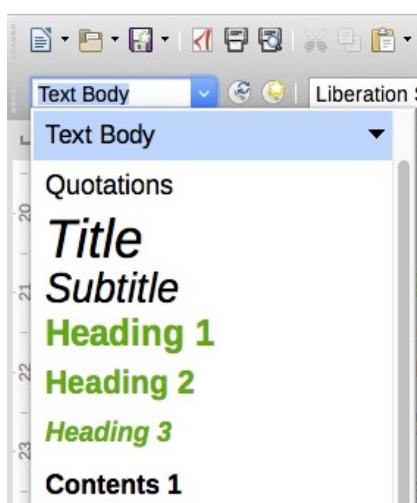 Text Body
Liberation S
Text Body
Quotations
Title
Subtitle
Heading 1
Heading 2
Heading 3
Contents 1
20
21
22
23